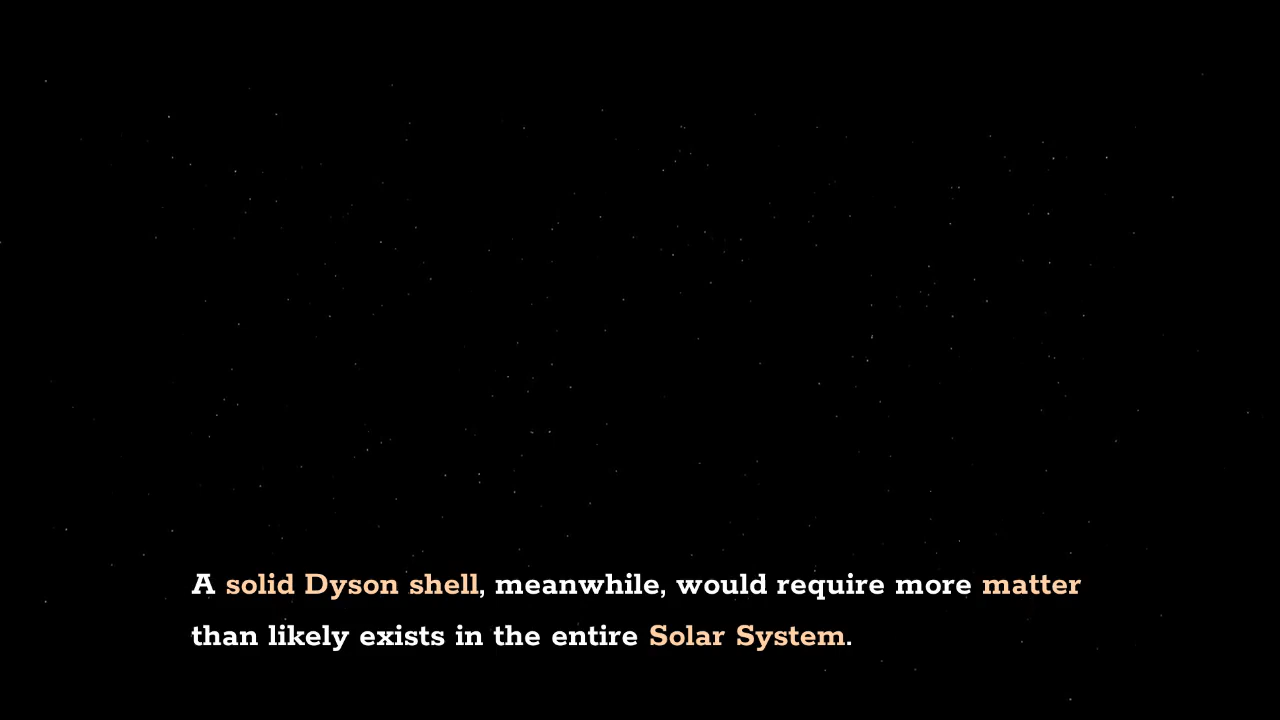 A solid Dyson shell, meanwhile, would require more matter
than likely exists in the entire Solar System.